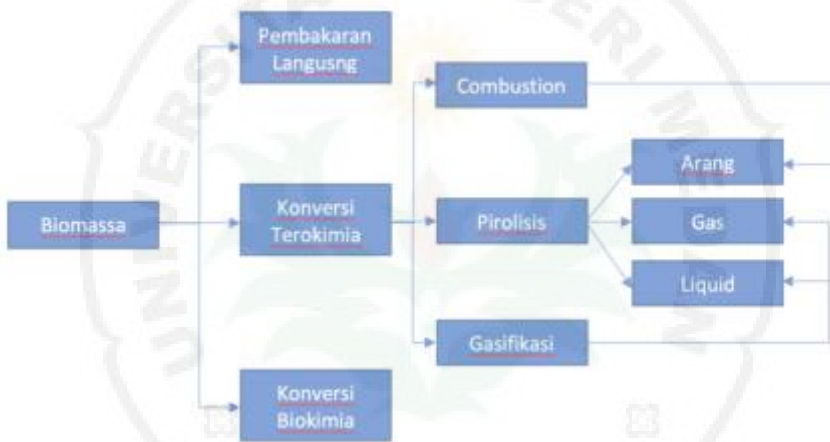 Pembakaran
Langusng
Combustion
Arang
Biomassa
Konversi
Terokimia
Pirolisis
Gas
Liquid
Gasifikasi
Konversi
Biokimia